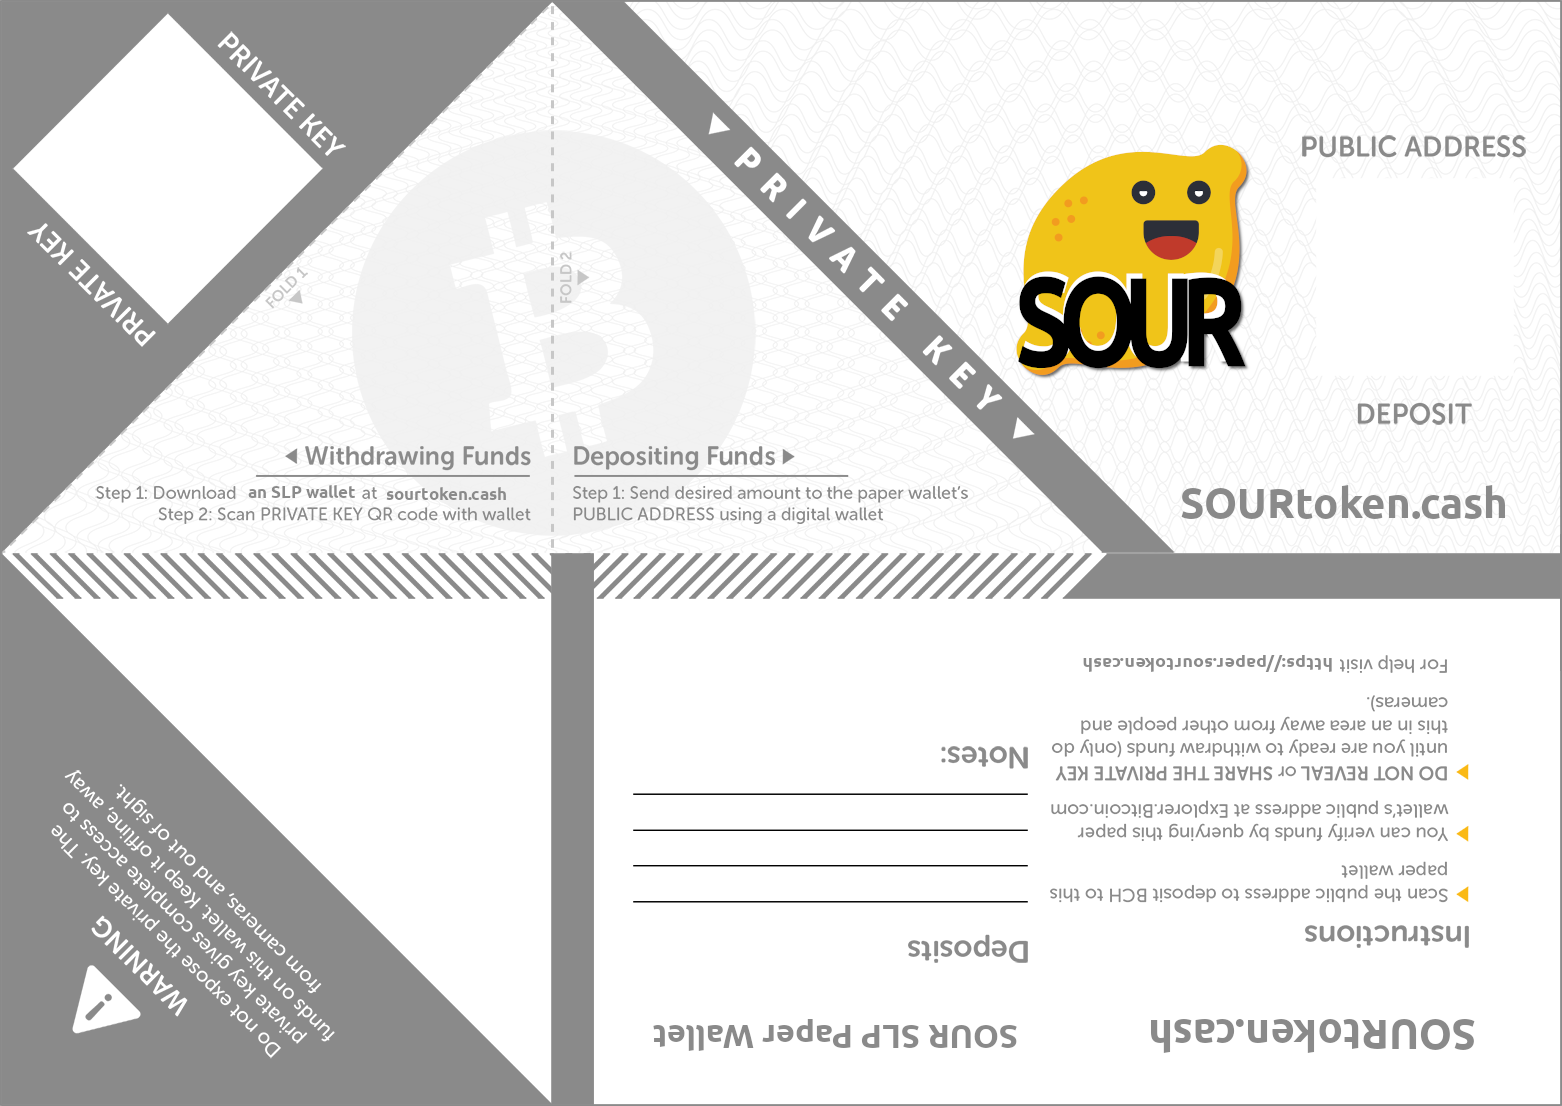 PRIVATE KEY
PRIVATE KEY
FOLD 1
FOLD 2
PRIVATE KEY
Withdrawing Funds
Step 1: Download an SLP wallet at sourtoken.cash
Step 2: Scan PRIVATE KEY QR code with wallet
Depositing Funds
Step 1: Send desired amount to the paper wallet's
PUBLIC ADDRESS using a digital wallet
SOUR
PUBLIC ADDRESS
DEPOSIT
SOURtoken.cash
WARNING
Do not expose the private key. The
private key gives complete access to
funds on this wallet. Keep it offline, away
from cameras, and out of sight.
SOURtoken.cash
Instructions
Scan the public address to deposit BCH to this
paper wallet
You can verify funds by querying this paper
wallet's public address at Explorer.Bitcoin.com
DO NOT REVEAL or SHARE THE PRIVATE KEY
until you are ready to withdraw funds (only do
this in an area away from other people and
cameras).
For help visit https://paper.sourtoken.cash
SOUR SLP Paper Wallet
Deposits
Notes: